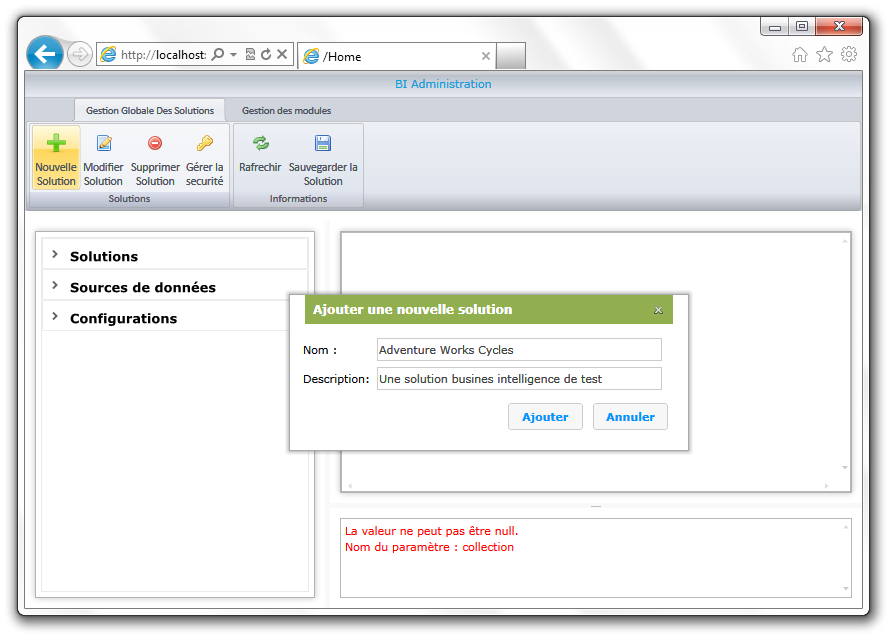 http://localhost:
/Home
BI Administration
Gestion Globale Des Solutions
Gestion des modules
Nouvelle Solution
Modifier Solution
Supprimer Solution
Gérer la securité
Rafrechir
Sauvegarder la Solution
Solutions
Informations
Solutions
Sources de données
Configurations
Ajouter une nouvelle solution
Nom :
Adventure Works Cycles
Description:
Une solution busines intelligence de test
Ajouter
Annuler
La valeur ne peut pas être null.
Nom du paramètre : collection